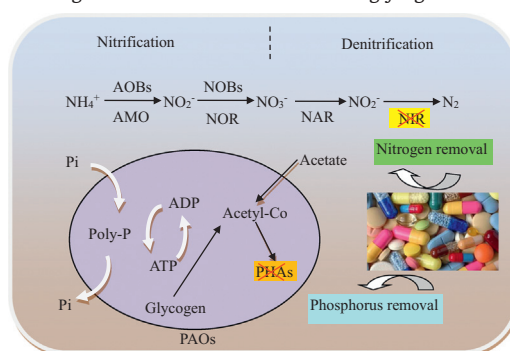 Nitrification Denitrification
AOBs NOBs
NH₄⁺ NO₂⁻ NO₃⁻ NO₂⁻ N₂
AMO NOR NAR NIR
Nitrogen removal
Pi Acetate
ADP
Acetyl-Co
Poly-P
ATP
PHAs
Pi
Glycogen
Phosphorus removal
PAOs